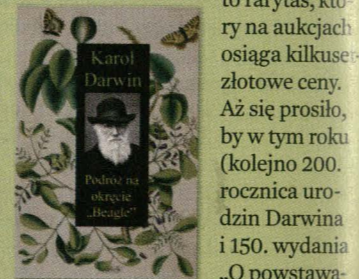 Karol
Darwin
Podróż na
okręcie
„Beagle”
to rarytas, któ-
ry na aukcjach
osiąga kilkuset
złotowe ceny.
Aż się prosiło,
by w tym roku
(kolejno 200.
rocznica uro-
dzin Darwina
i 150. wydania
„O powstawa-